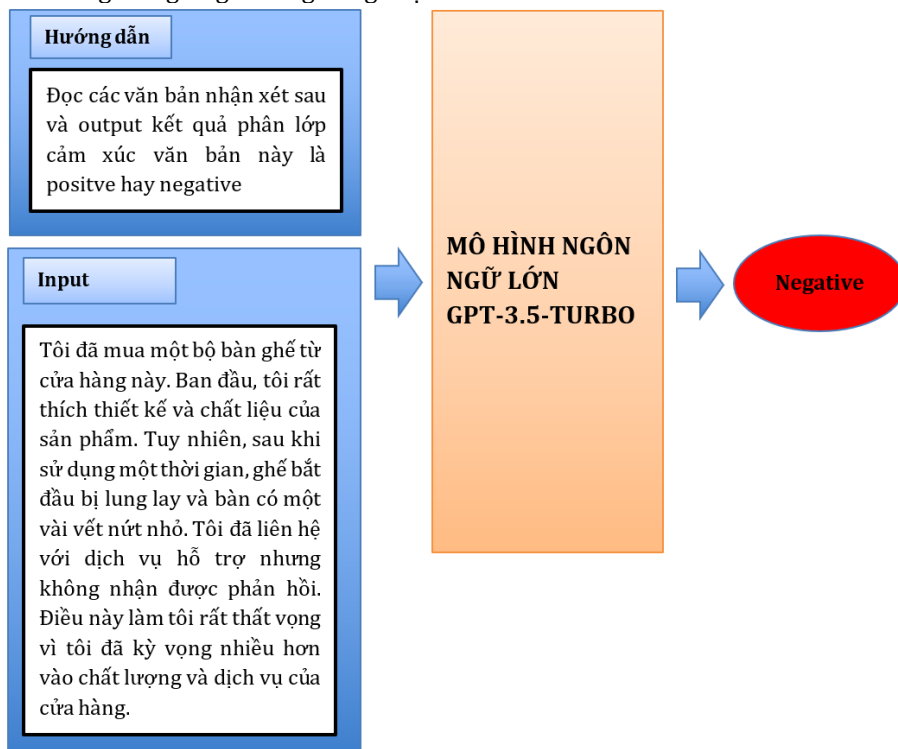 Hướng dẫn
Đọc các văn bản nhận xét sau
và output kết quả phân lớp
cảm xúc văn bản này là
positve hay negative
Input
Tôi đã mua một bộ bàn ghế từ
cửa hàng này. Ban đầu, tôi rất
thích thiết kế và chất liệu của
sản phẩm. Tuy nhiên, sau khi
sử dụng một thời gian, ghế bắt
đầu bị lung lay và bàn có một
vài vết nứt nhỏ. Tôi đã liên hệ
với dịch vụ hỗ trợ nhưng
không nhận được phản hồi.
Điều này làm tôi rất thất vọng
vì tôi đã kỳ vọng nhiều hơn
vào chất lượng và dịch vụ của
cửa hàng.
MÔ HÌNH NGÔN
NGỮ LỚN
GPT-3.5-TURBO
Negative